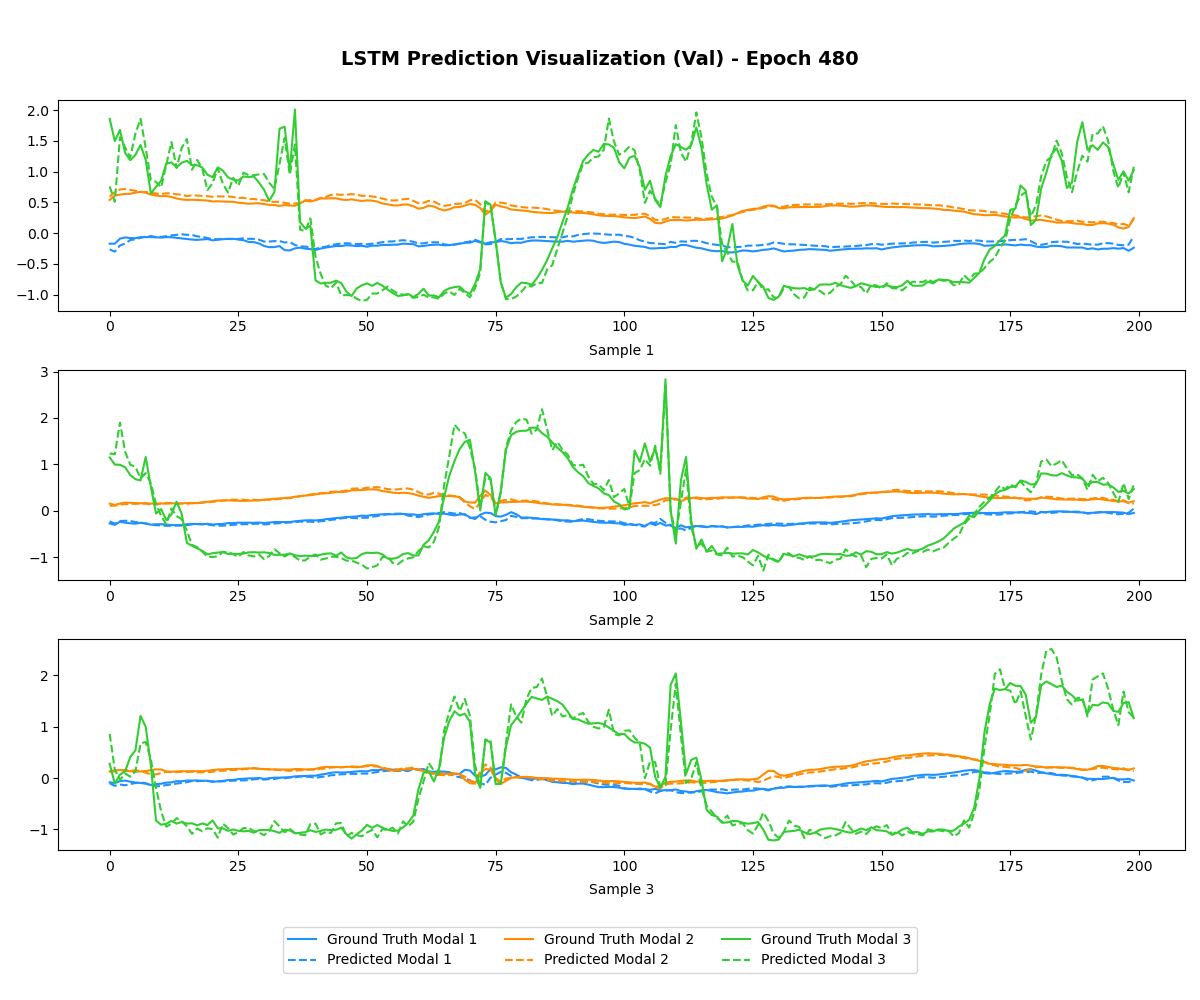 LSTM Prediction Visualization (Val) - Epoch 480
2.0
1.5
1.0
0.5
0.0
−0.5
−1.0
0 25 50 75 100 125 150 175 200
Sample 1
3
2
1
0
−1
0 25 50 75 100 125 150 175 200
Sample 2
2
1
0
−1
0 25 50 75 100 125 150 175 200
Sample 3
Ground Truth Modal 1 Ground Truth Modal 2 Ground Truth Modal 3
Predicted Modal 1 Predicted Modal 2 Predicted Modal 3